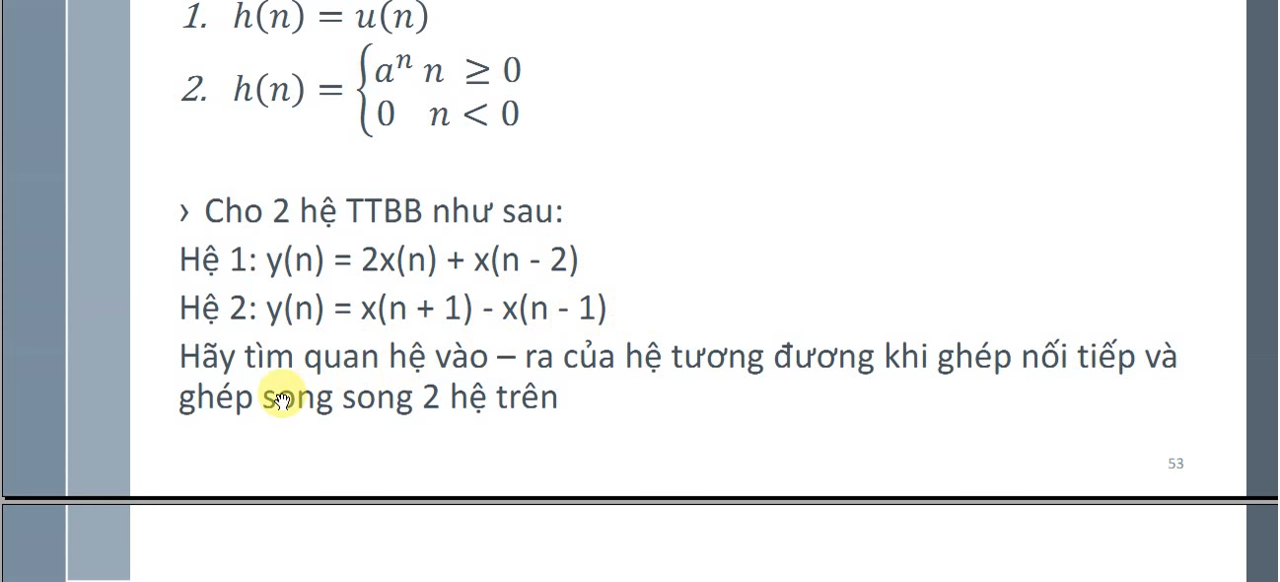 1. h(n) = u(n)
2. h(n) = {aⁿ n ≥ 0
0 n < 0
› Cho 2 hệ TTBB như sau:
Hệ 1: y(n) = 2x(n) + x(n - 2)
Hệ 2: y(n) = x(n + 1) - x(n - 1)
Hãy tìm quan hệ vào – ra của hệ tương đương khi ghép nối tiếp và
ghép song song 2 hệ trên
53